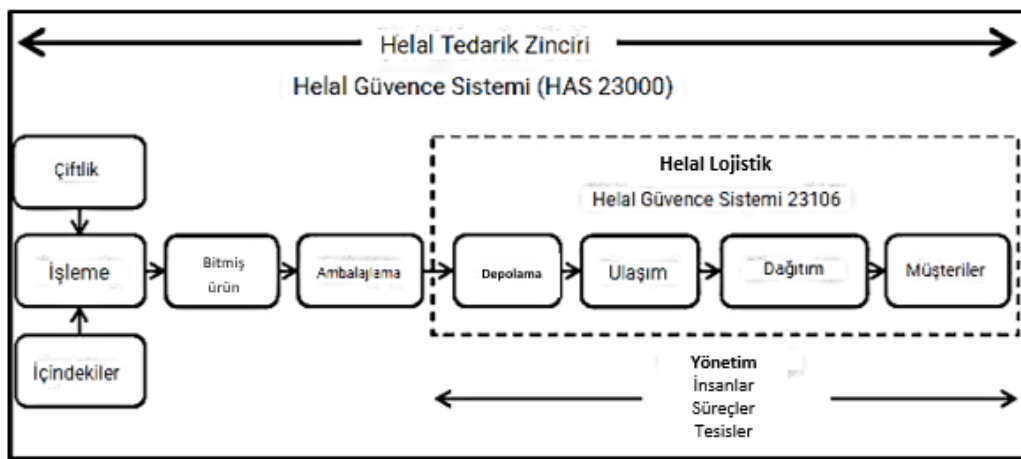 Helal Tedarik Zinciri
Helal Güvence Sistemi (HAS 23000)
Çiftlik
Helal Lojistik
Helal Güvence Sistemi 23106
İşleme
Bitmiş
ürün
Ambalajlama
Depolama
Ulaşım
Dağıtım
Müşteriler
İçindekiler
Yönetim
İnsanlar
Süreçler
Tesisler